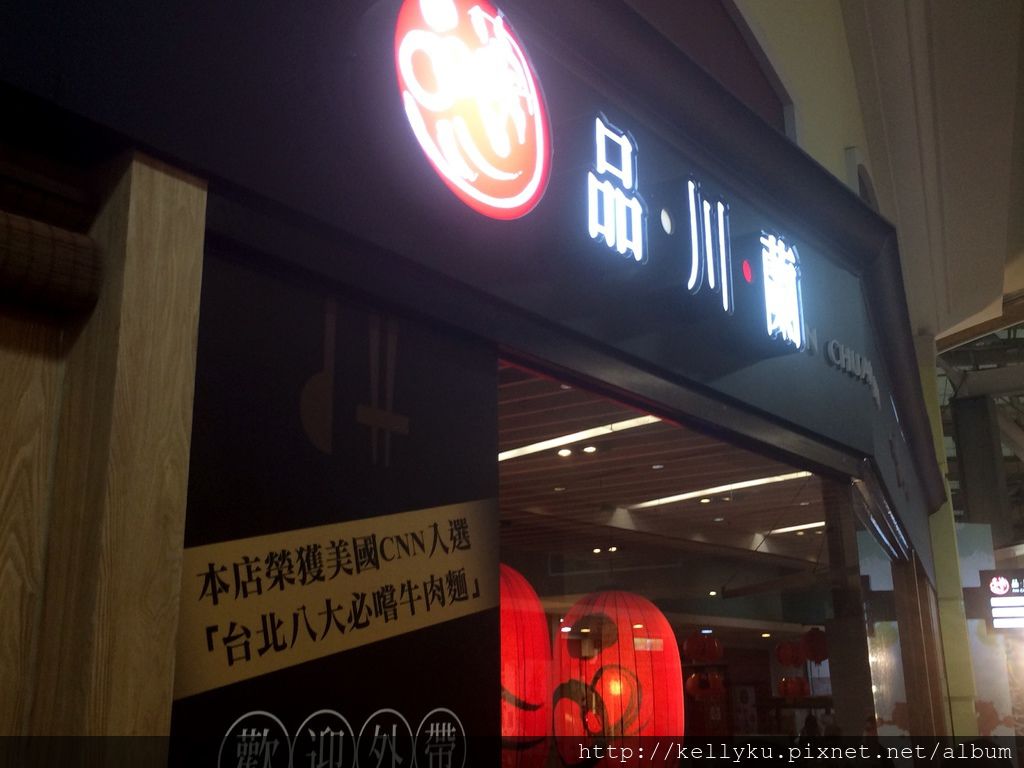 品·川·蘭
N CHUAN
本店榮獲美國CNN入選
「台北八大必嚐牛肉麵」
歡迎外帶
http://kellyku.pixnet.net/album